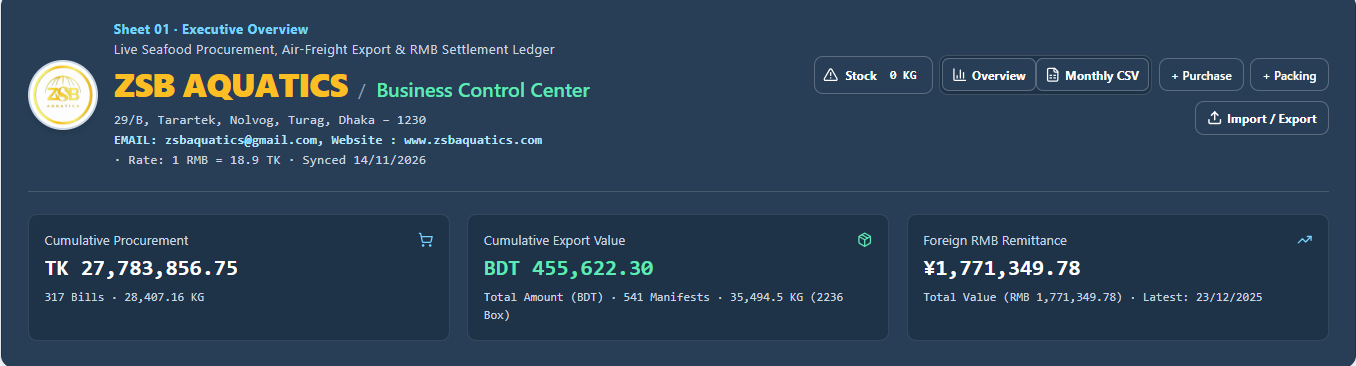 Sheet 01 · Executive Overview
Live Seafood Procurement, Air-Freight Export & RMB Settlement Ledger
ZSB
AQUATICS
ZSB AQUATICS / Business Control Center
29/B, Tarartek, Nolvog, Turag, Dhaka – 1230
EMAIL: zsbaquatics@gmail.com, Website : www.zsbaquatics.com
· Rate: 1 RMB = 18.9 TK · Synced 14/11/2026
Stock 0 KG
Overview
Monthly CSV
+ Purchase
+ Packing
Import / Export
Cumulative Procurement
TK 27,783,856.75
317 Bills · 28,407.16 KG
Cumulative Export Value
BDT 455,622.30
Total Amount (BDT) · 541 Manifests · 35,494.5 KG (2236
Box)
Foreign RMB Remittance
¥1,771,349.78
Total Value (RMB 1,771,349.78) · Latest: 23/12/2025